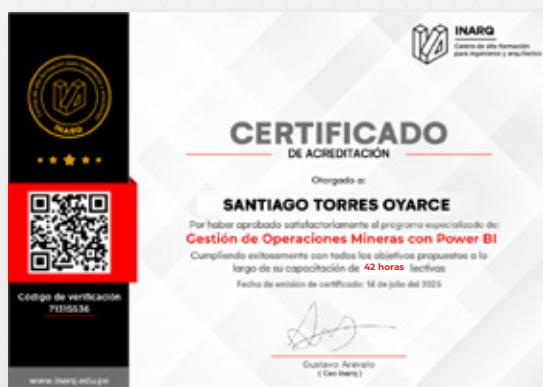 INARQ
Centro de alta formación
para ingenieros y arquitectos
INARQ
CERTIFICADO
DE ACREDITACIÓN
Otorgado a:
SANTIAGO TORRES OYARCE
Por haber aprobado satisfactoriamente el programa especializado de:
Gestión de Operaciones Mineras con Power BI
Cumpliendo exitosamente con todos los objetivos propuestos a lo
largo de su capacitación de 42 horas lectivas
Fecha de emisión de certificado: 14 de julio del 2025
Código de verificación
71315536
Gustavo Arevalo
( Ceo Inarq )
www.inarq.edu.pe